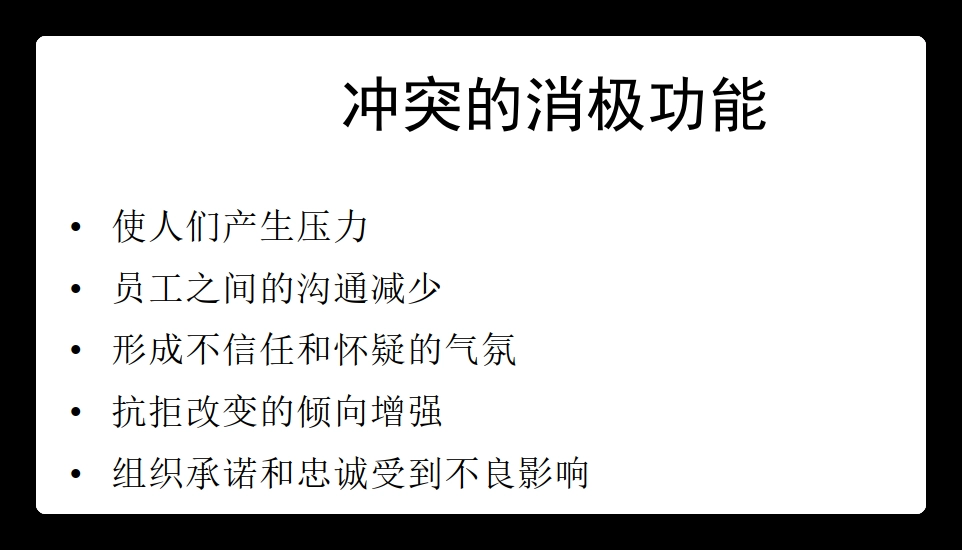 冲突的消极功能
• 使人们产生压力
• 员工之间的沟通减少
• 形成不信任和怀疑的气氛
• 抗拒改变的倾向增强
• 组织承诺和忠诚受到不良影响